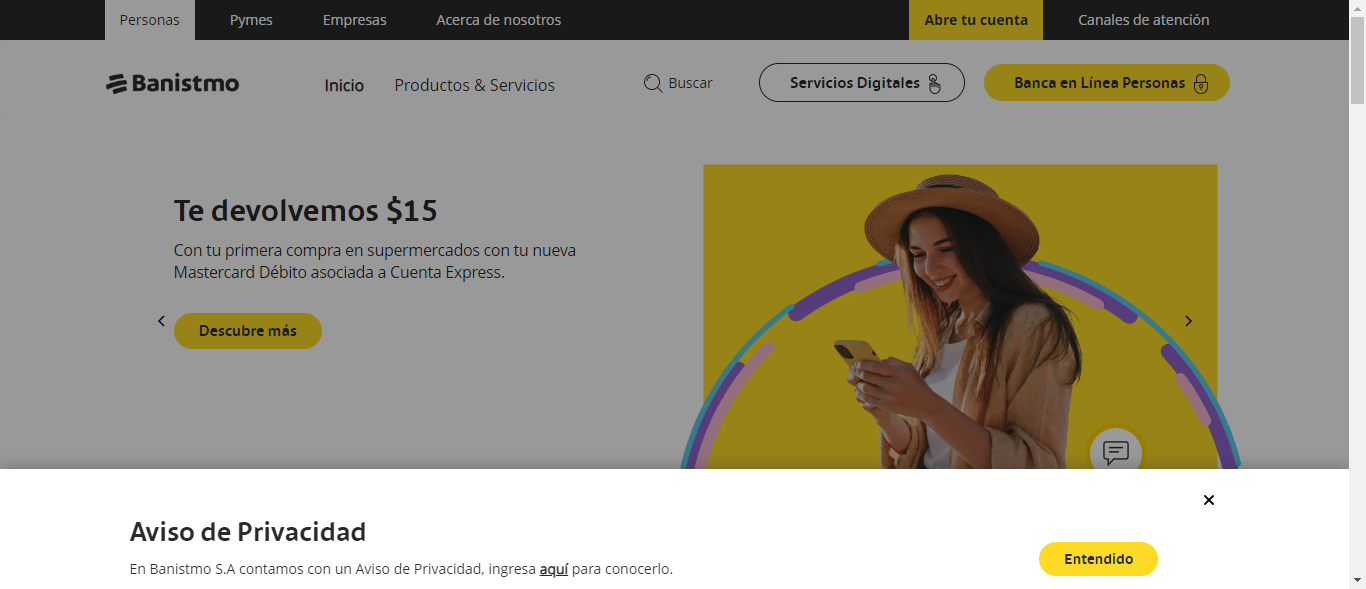 Personas Pymes Empresas Acerca de nosotros Abre tu cuenta Canales de atención
Banistmo Inicio Productos & Servicios Buscar Servicios Digitales Banca en Línea Personas
Te devolvemos $15
Con tu primera compra en supermercados con tu nueva
Mastercard Débito asociada a Cuenta Express.
Descubre más
Aviso de Privacidad
En Banistmo S.A contamos con un Aviso de Privacidad, ingresa aquí para conocerlo.
Entendido